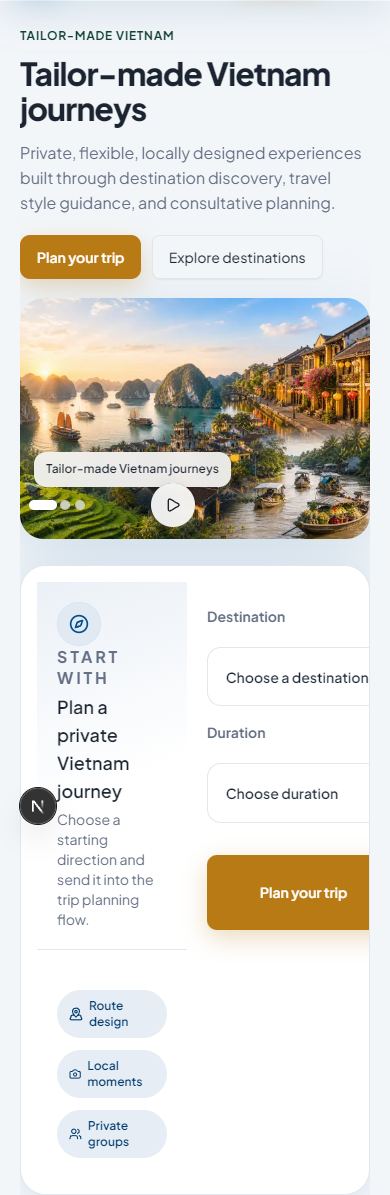 TAILOR-MADE VIETNAM
Tailor-made Vietnam
journeys
Private, flexible, locally designed experiences
built through destination discovery, travel
style guidance, and consultative planning.
Plan your trip
Explore destinations
Tailor-made Vietnam journeys
START
WITH
Plan a
private
Vietnam
journey
Choose a
starting
direction and
send it into the
trip planning
flow.
N
Route
design
Local
moments
Private
groups
Destination
Choose a destination
Duration
Choose duration
Plan your trip